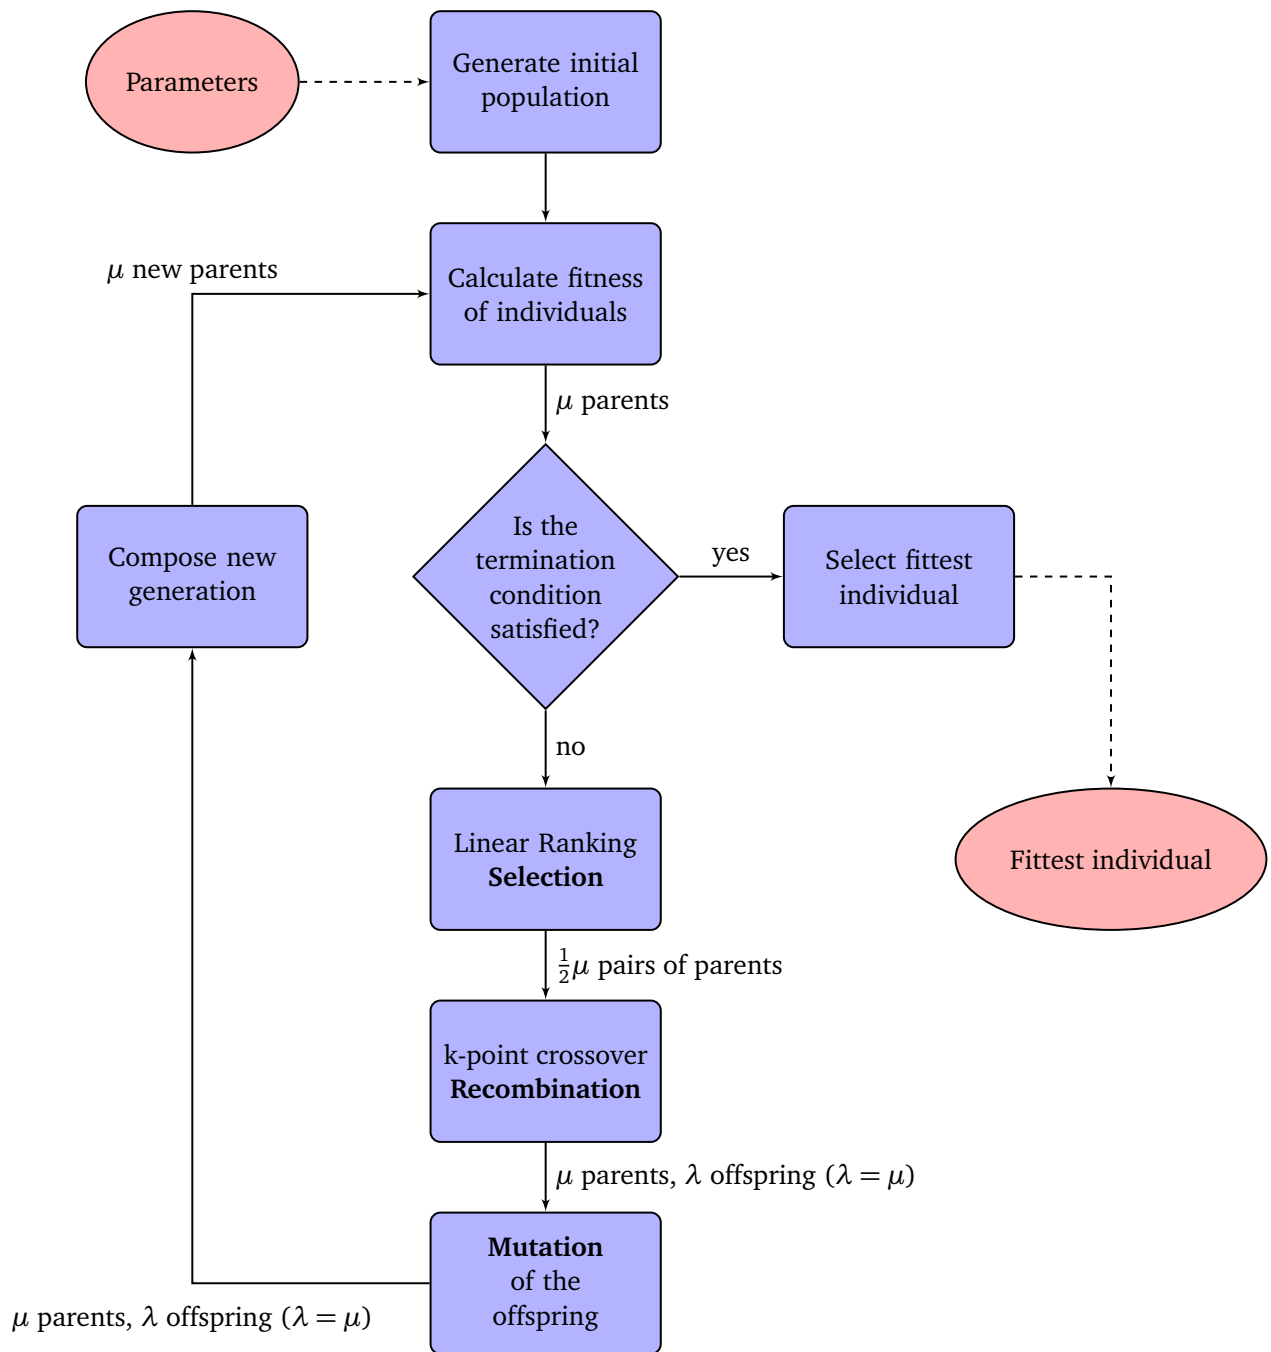 Parameters
Generate initial
population
μ new parents
Calculate fitness
of individuals
μ parents
Compose new
generation
Is the
termination
condition
satisfied?
yes
Select fittest
individual
no
Linear Ranking
Selection
Fittest individual
½μ pairs of parents
k-point crossover
Recombination
μ parents, λ offspring (λ = μ)
Mutation
of the
offspring
μ parents, λ offspring (λ = μ)